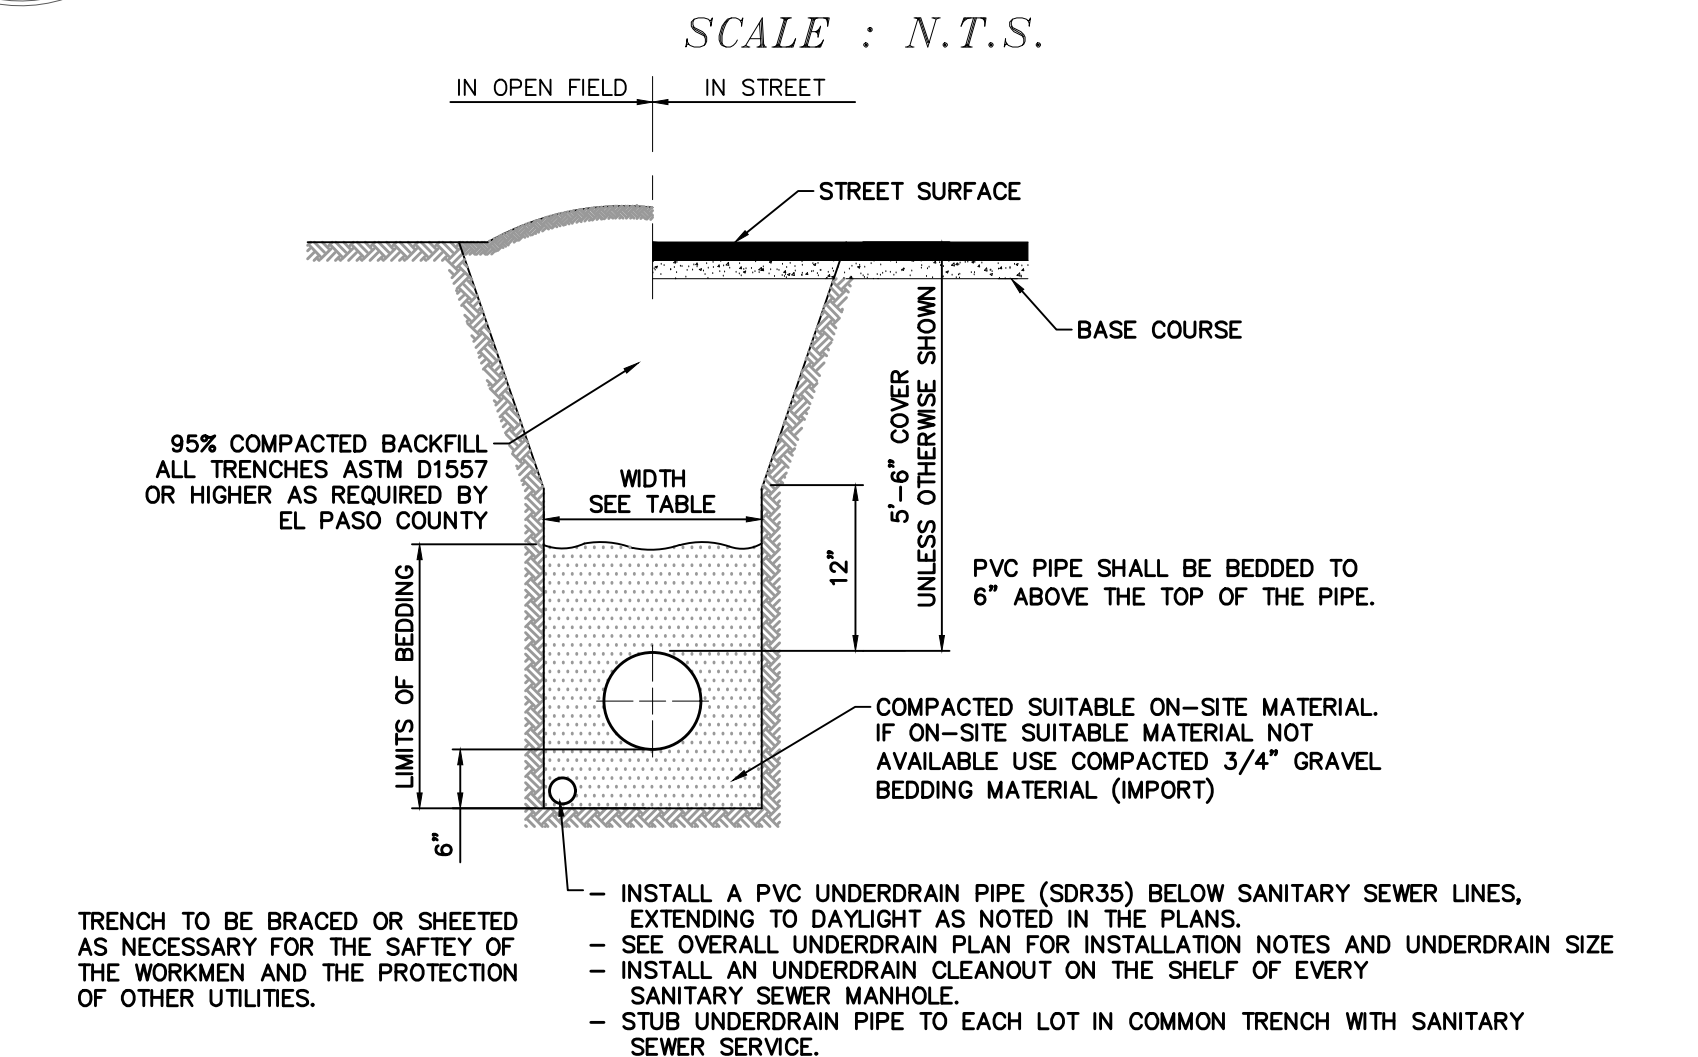 SCALE : N.T.S.
IN OPEN FIELD
IN STREET
STREET SURFACE
BASE COURSE
95% COMPACTED BACKFILL
ALL TRENCHES ASTM D1557
OR HIGHER AS REQUIRED BY
EL PASO COUNTY
WIDTH
SEE TABLE
5'-6" COVER
UNLESS OTHERWISE SHOWN
12"
PVC PIPE SHALL BE BEDDED TO
6" ABOVE THE TOP OF THE PIPE.
LIMITS OF BEDDING
COMPACTED SUITABLE ON-SITE MATERIAL.
IF ON-SITE SUITABLE MATERIAL NOT
AVAILABLE USE COMPACTED 3/4" GRAVEL
BEDDING MATERIAL (IMPORT)
6"
- INSTALL A PVC UNDERDRAIN PIPE (SDR35) BELOW SANITARY SEWER LINES,
EXTENDING TO DAYLIGHT AS NOTED IN THE PLANS.
- SEE OVERALL UNDERDRAIN PLAN FOR INSTALLATION NOTES AND UNDERDRAIN SIZE
- INSTALL AN UNDERDRAIN CLEANOUT ON THE SHELF OF EVERY
SANITARY SEWER MANHOLE.
- STUB UNDERDRAIN PIPE TO EACH LOT IN COMMON TRENCH WITH SANITARY
SEWER SERVICE.
TRENCH TO BE BRACED OR SHEETED
AS NECESSARY FOR THE SAFTEY OF
THE WORKMEN AND THE PROTECTION
OF OTHER UTILITIES.